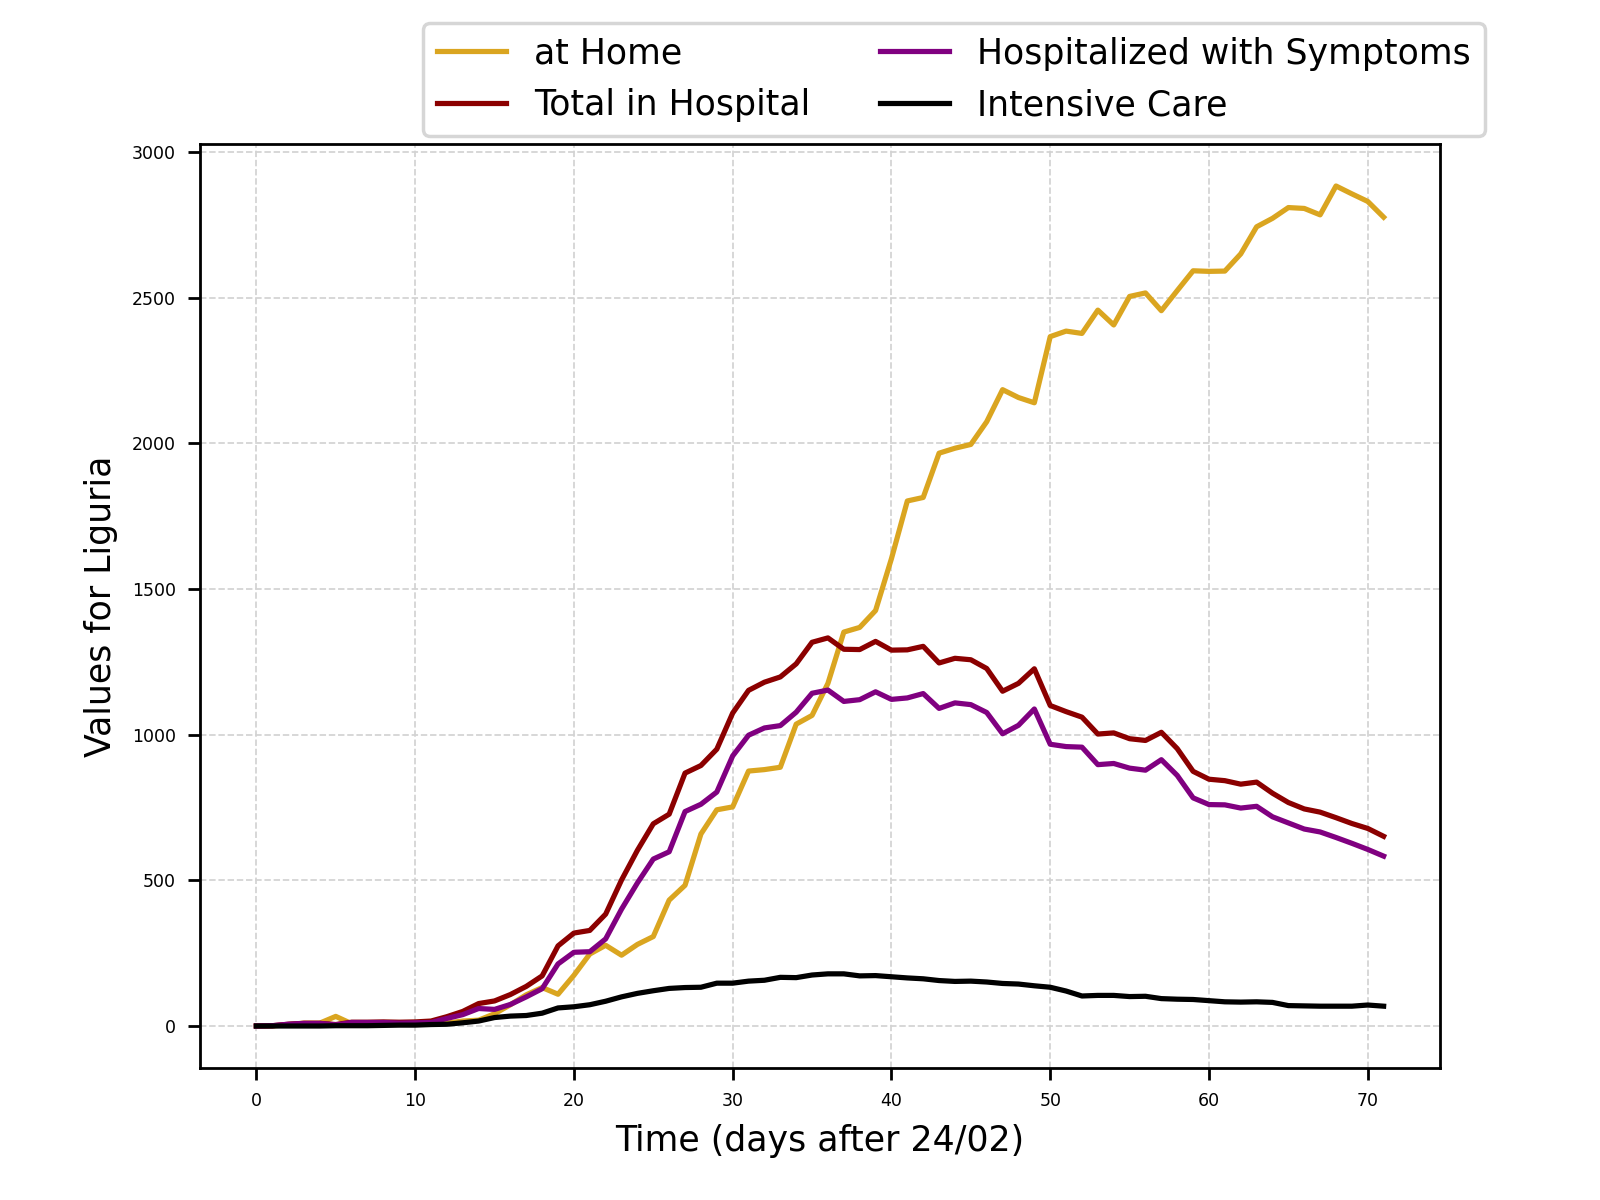 at Home
Total in Hospital
Hospitalized with Symptoms
Intensive Care
3000
2500
2000
1500
1000
500
0
Values for Liguria
0 10 20 30 40 50 60 70
Time (days after 24/02)